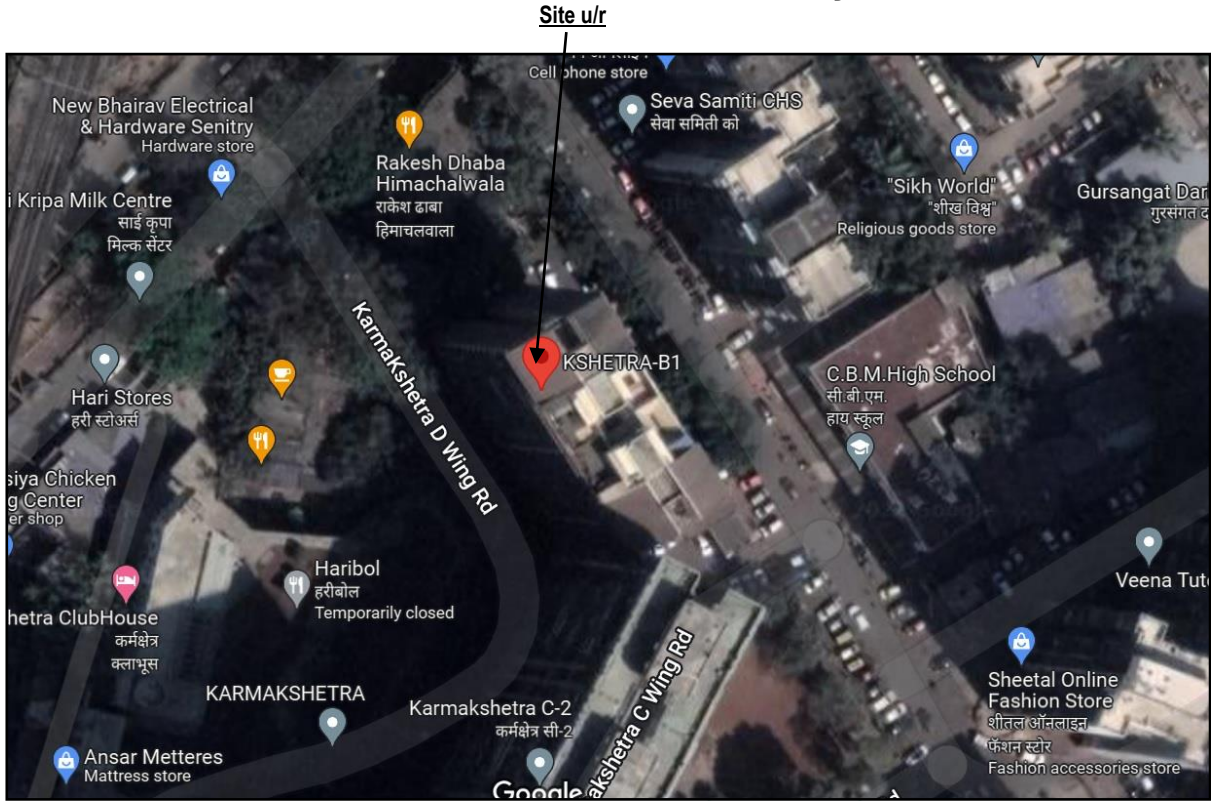 Site u/r
Cell phone store
Seva Samiti CHS
सेवा समिती को
New Bhairav Electrical
& Hardware Senitry
Hardware store
Rakesh Dhaba
Himachalwala
राकेश ढाबा
हिमाचलवाला
"Sikh World"
"शीख विश्व"
Religious goods store
Gursangat Dar
गुरसंगत द
i Kripa Milk Centre
साई कृपा
मिल्क सेंटर
KarmaKshetra D Wing Rd
KSHETRA-B1
C.B.M.High School
सी.बी.एम.
हाय स्कूल
Hari Stores
हरी स्टोअर्स
siya Chicken
g Center
er shop
Haribol
हरीबोल
Temporarily closed
Veena Tut
hetra ClubHouse
कर्मक्षेत्र
क्लाभूस
KARMAKSHETRA
Karmakshetra C-2
कर्मक्षेत्र सी-2
akshetra C Wing Rd
Sheetal Online
Fashion Store
शीतल ऑनलाइन
फॅशन स्टोर
Fashion accessories store
Ansar Metteres
Mattress store
Google